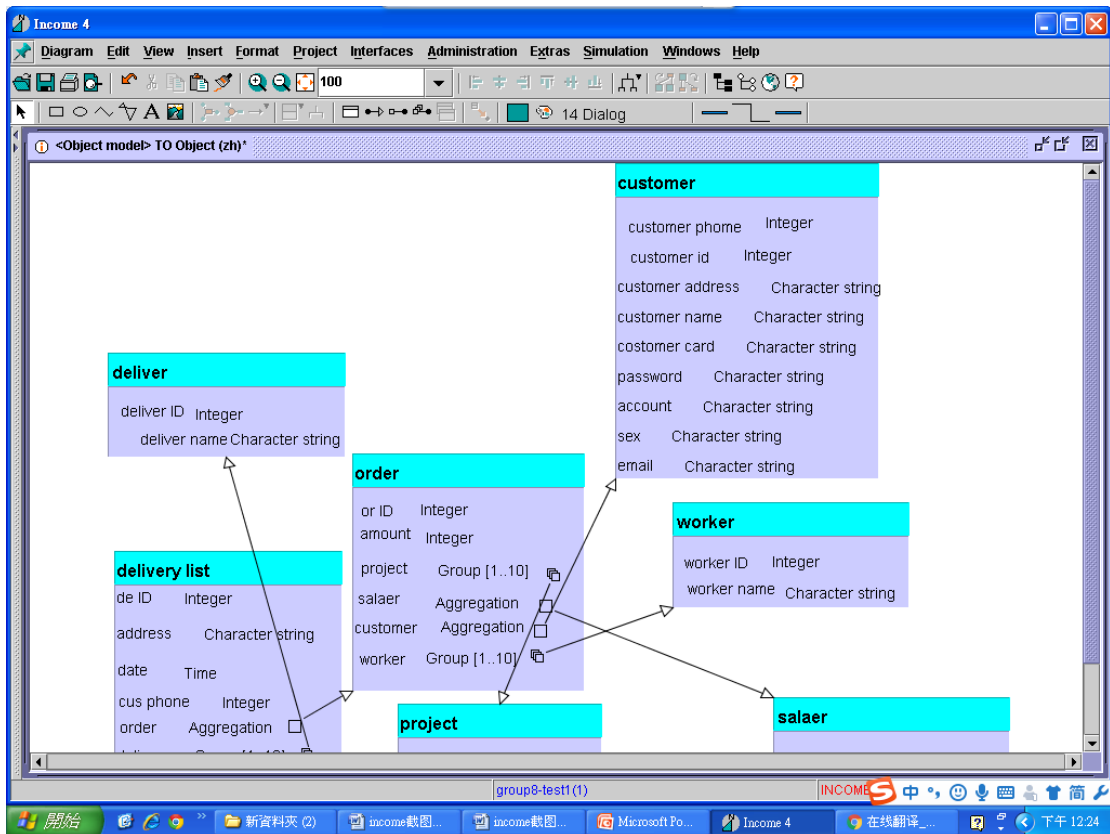 Income 4
Diagram Edit View Insert Format Project Interfaces Administration Extras Simulation Windows Help
100
14 Dialog
<Object model> TO Object (zh)*
customer
customer phome Integer
customer id Integer
customer address Character string
customer name Character string
costomer card Character string
password Character string
account Character string
sex Character string
email Character string
deliver
deliver ID Integer
deliver name Character string
order
or ID Integer
amount Integer
project Group [1..10]
salaer Aggregation
customer Aggregation
worker Group [1..10]
worker
worker ID Integer
worker name Character string
delivery list
de ID Integer
address Character string
date Time
cus phone Integer
order Aggregation
project
salaer
group8-test1(1)
INCOME
中 简
開始 新資料夾 (2) income截図... income截図... Microsoft Po... Income 4 在线翻译_... 下午 12:24